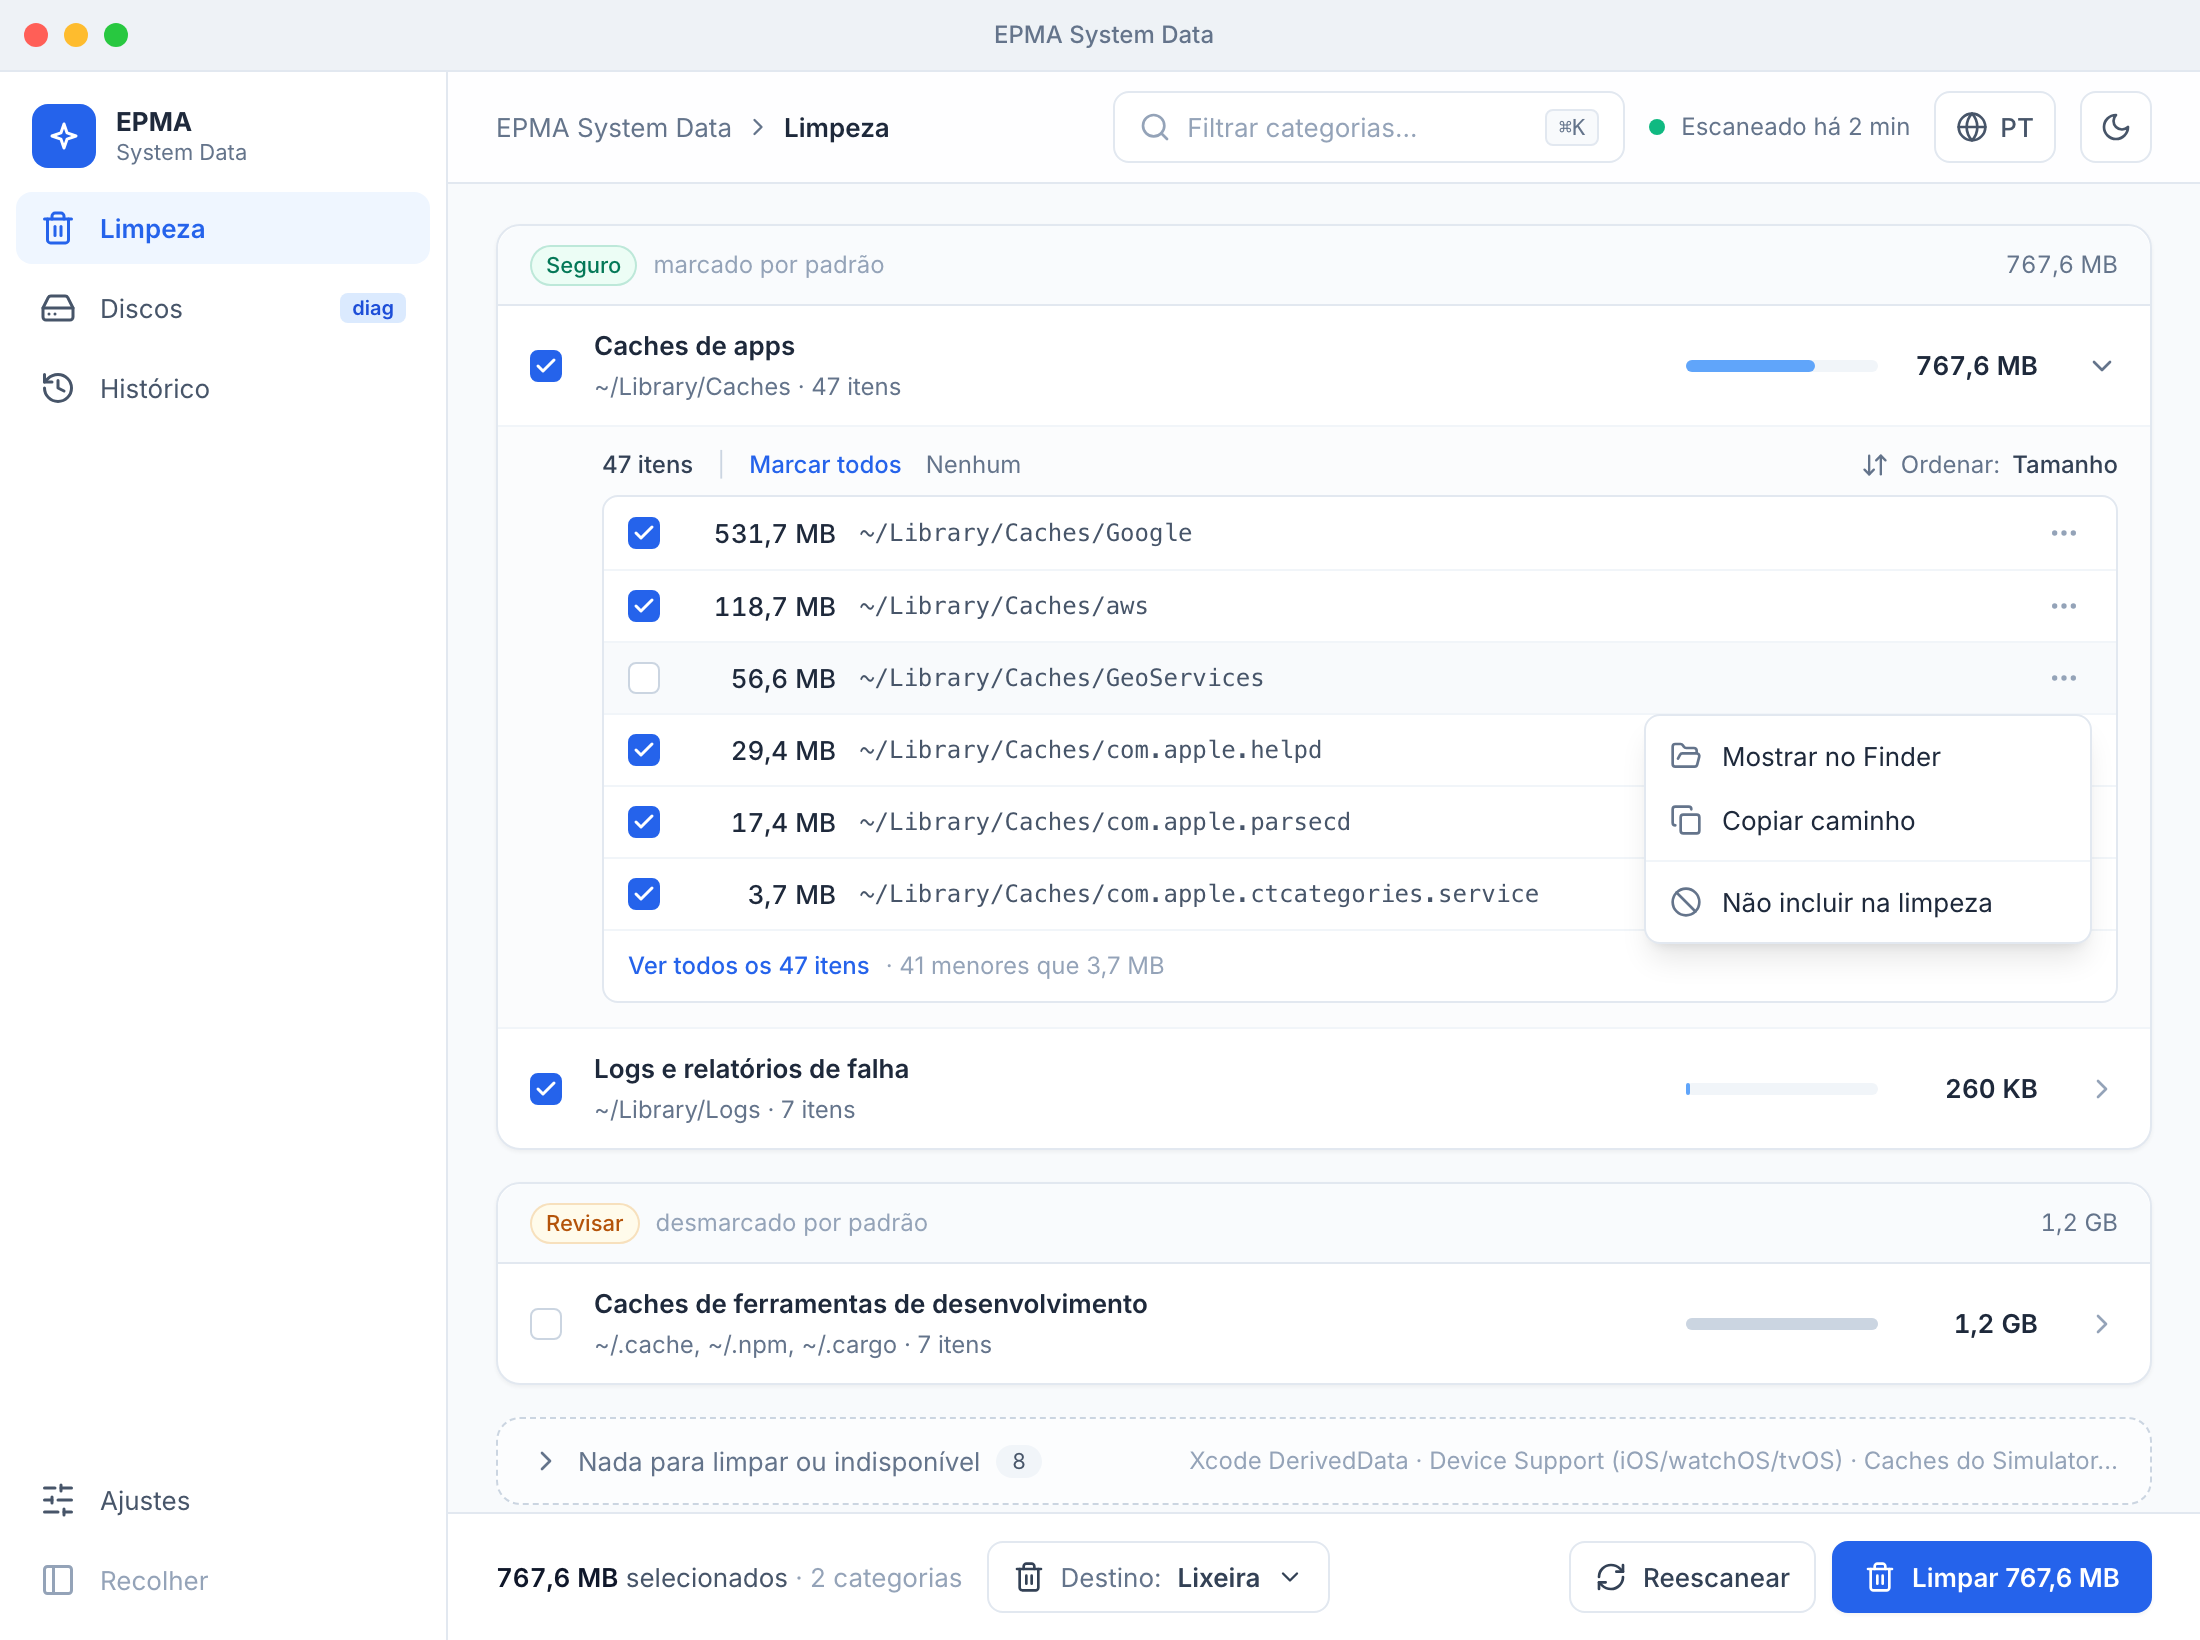 EPMA System Data
EPMA
System Data
Limpeza
Discos
diag
Histórico
Ajustes
Recolher
EPMA System Data > Limpeza
Filtrar categorias...
⌘K
Escaneado há 2 min
PT
Seguro marcado por padrão 767,6 MB
Caches de apps
~/Library/Caches · 47 itens
767,6 MB
47 itens Marcar todos Nenhum Ordenar: Tamanho
531,7 MB ~/Library/Caches/Google
118,7 MB ~/Library/Caches/aws
56,6 MB ~/Library/Caches/GeoServices
29,4 MB ~/Library/Caches/com.apple.helpd
17,4 MB ~/Library/Caches/com.apple.parsecd
3,7 MB ~/Library/Caches/com.apple.ctcategories.service
Ver todos os 47 itens · 41 menores que 3,7 MB
Mostrar no Finder
Copiar caminho
Não incluir na limpeza
Logs e relatórios de falha
~/Library/Logs · 7 itens
260 KB
Revisar desmarcado por padrão 1,2 GB
Caches de ferramentas de desenvolvimento
~/.cache, ~/.npm, ~/.cargo · 7 itens
1,2 GB
Nada para limpar ou indisponível 8 Xcode DerivedData · Device Support (iOS/watchOS/tvOS) · Caches do Simulator...
767,6 MB selecionados · 2 categorias
Destino: Lixeira
Reescanear
Limpar 767,6 MB